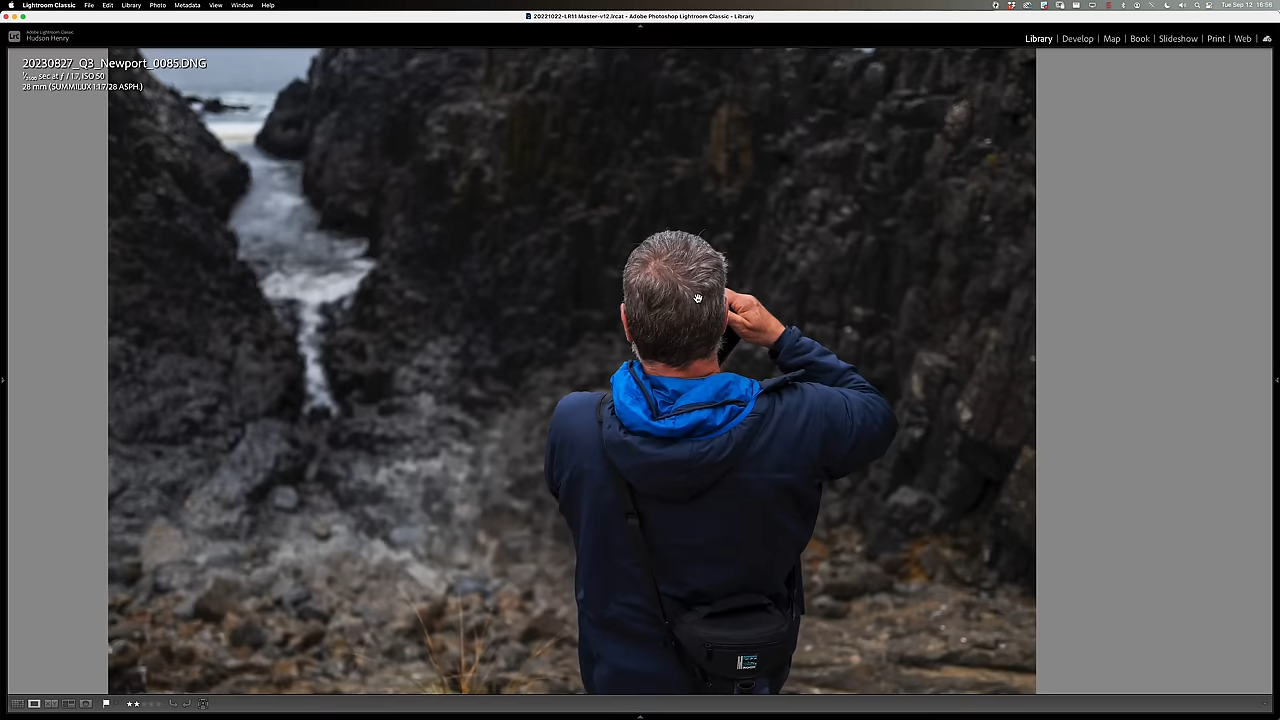 Lightroom Classic File Edit Library Photo Metadata View Window Help Tue Sep 12 16:56
20221022-LR11 Master-v12.lrcat - Adobe Photoshop Lightroom Classic - Library
Adobe Lightroom Classic
Hudson Henry
Library | Develop | Map | Book | Slideshow | Print | Web
20230827_Q3_Newport_0085.DNG
sec at ƒ / 1.7, ISO 50
28 mm (SUMMILUX 1:1.7/28 ASPH.)